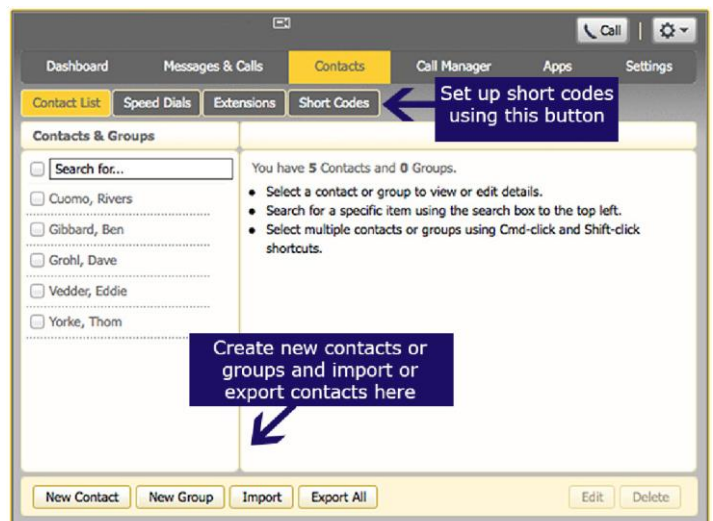 Call
Dashboard Messages & Calls Contacts Call Manager Apps Settings
Contact List Speed Dials Extensions Short Codes
Set up short codes
using this button
Contacts & Groups
Search for...
Cuomo, Rivers
Gibbard, Ben
Grohl, Dave
Vedder, Eddie
Yorke, Thom
You have 5 Contacts and 0 Groups.
• Select a contact or group to view or edit details.
• Search for a specific item using the search box to the top left.
• Select multiple contacts or groups using Cmd-click and Shift-click
shortcuts.
Create new contacts or
groups and import or
export contacts here
New Contact New Group Import Export All Edit Delete